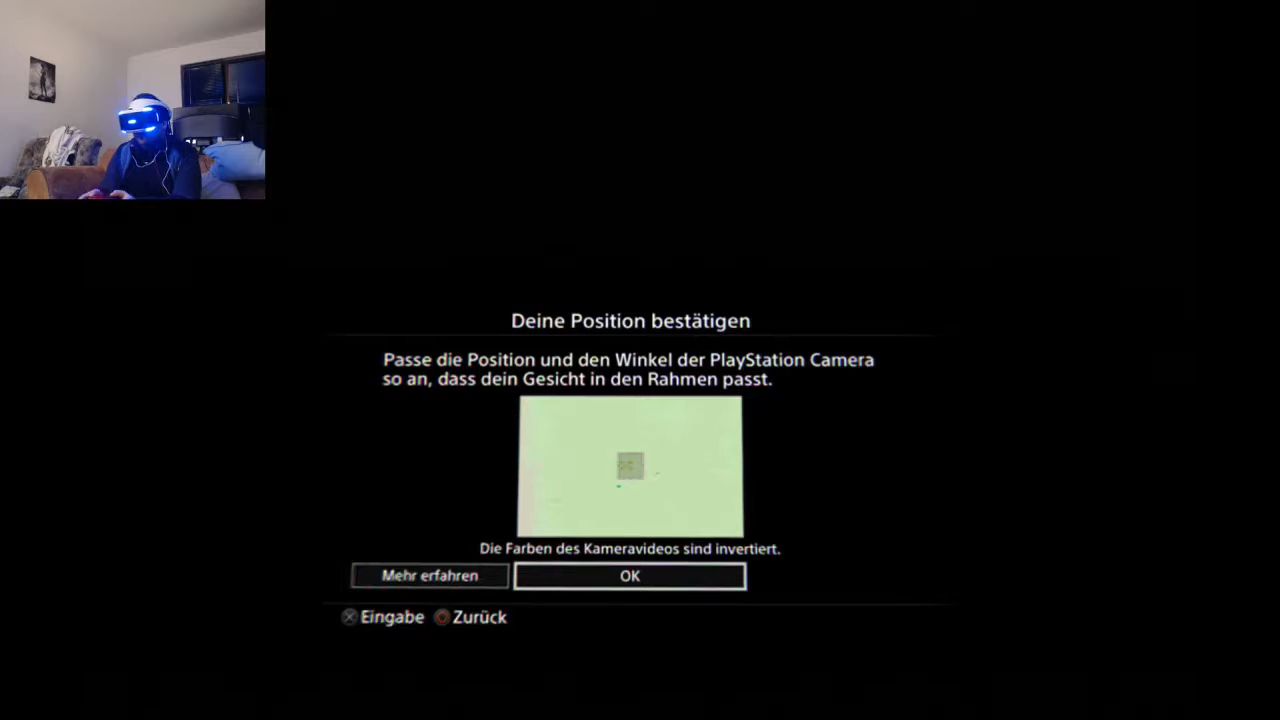 Deine Position bestätigen
Passe die Position und den Winkel der PlayStation Camera
so an, dass dein Gesicht in den Rahmen passt.
Die Farben des Kameravideos sind invertiert.
Mehr erfahren
OK
Eingabe
Zurück